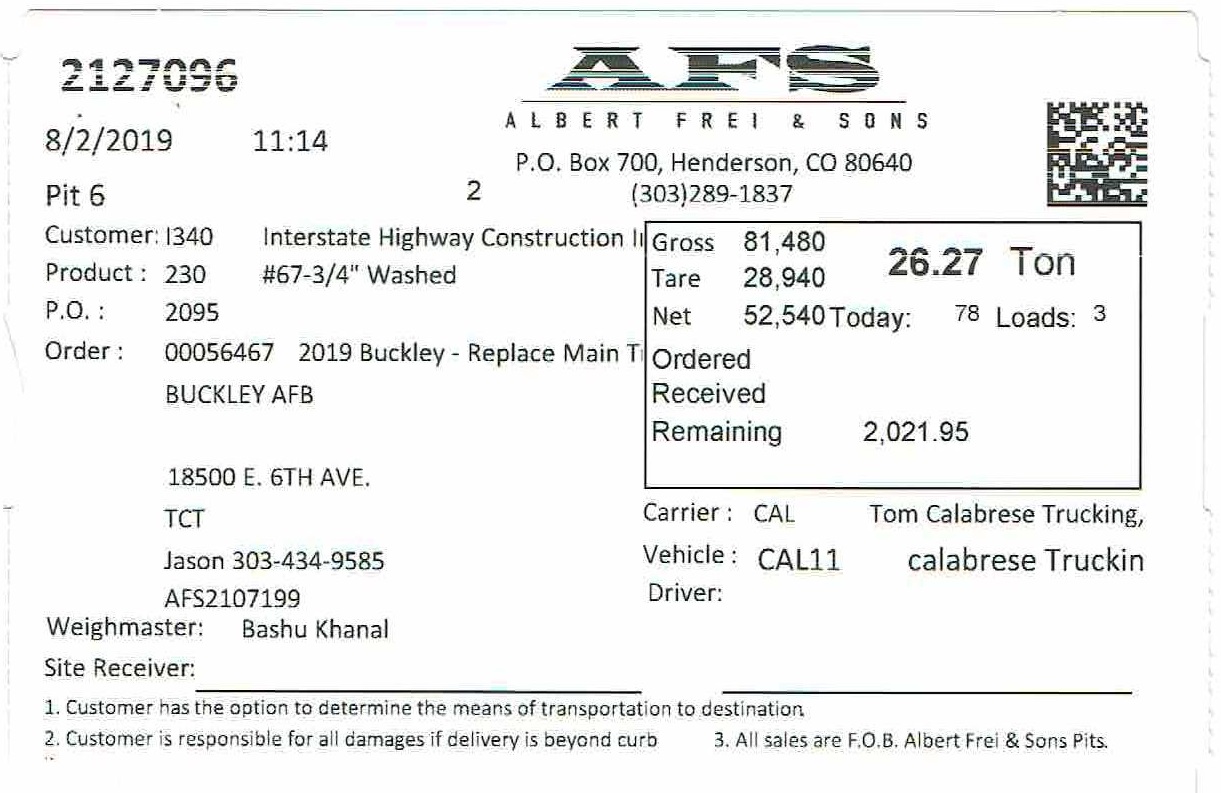 2127096
AFS
ALBERT FREI & SONS
8/2/2019 11:14
P.O. Box 700, Henderson, CO 80640
Pit 6 2 (303)289-1837
Customer: I340 Interstate Highway Construction I
Product : 230 #67-3/4" Washed
P.O. : 2095
Order : 00056467 2019 Buckley - Replace Main T
BUCKLEY AFB
18500 E. 6TH AVE.
TCT
Jason 303-434-9585
AFS2107199
Weighmaster: Bashu Khanal
Site Receiver:
Gross 81,480 26.27 Ton
Tare 28,940
Net 52,540 Today: 78 Loads: 3
Ordered
Received
Remaining 2,021.95
Carrier : CAL Tom Calabrese Trucking,
Vehicle : CAL11 calabrese Truckin
Driver:
1. Customer has the option to determine the means of transportation to destination.
2. Customer is responsible for all damages if delivery is beyond curb 3. All sales are F.O.B. Albert Frei & Sons Pits.